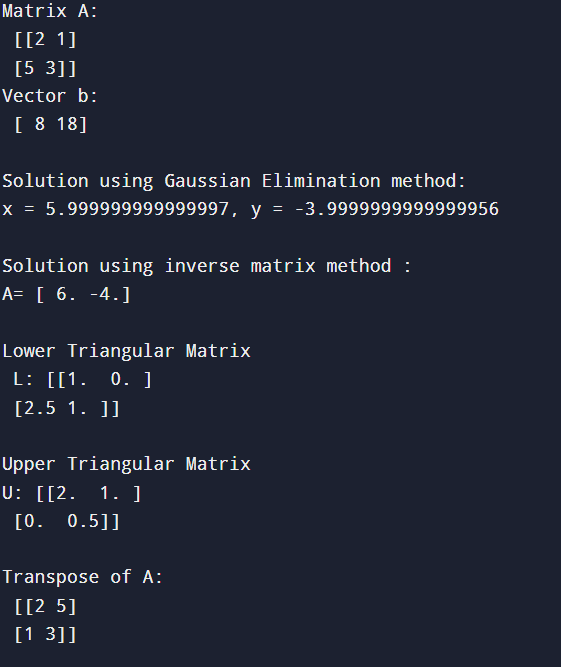 Matrix A:
[[2 1]
[5 3]]
Vector b:
[ 8 18]
Solution using Gaussian Elimination method:
x = 5.999999999999997, y = -3.9999999999999956
Solution using inverse matrix method :
A= [ 6. -4.]
Lower Triangular Matrix
L: [[1.  0. ]
[2.5 1. ]]
Upper Triangular Matrix
U: [[2.  1. ]
[0.  0.5]]
Transpose of A:
[[2 5]
[1 3]]